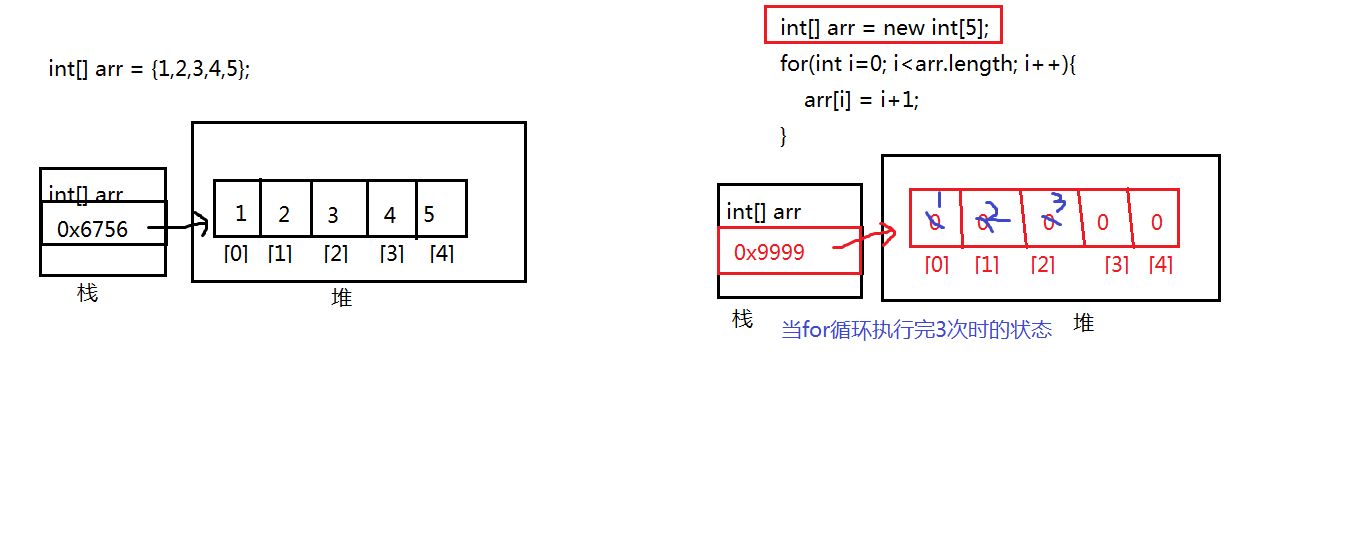 int[] arr = {1,2,3,4,5};
int[] arr
0x6756
1 2 3 4 5
[0] [1] [2] [3] [4]
栈
堆
int[] arr = new int[5];
for(int i=0; i<arr.length; i++){
arr[i] = i+1;
}
int[] arr
0x9999
1 2 3
0 0 0 0 0
[0] [1] [2] [3] [4]
栈
当for循环执行完3次时的状态
堆